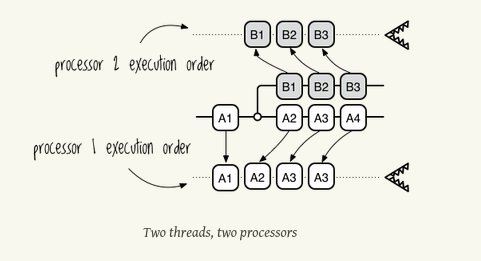 B1 B2 B3
processor 2 execution order
B1 B2 B3
A1 A2 A3 A4
processor 1 execution order
A1 A2 A3 A3
Two threads, two processors